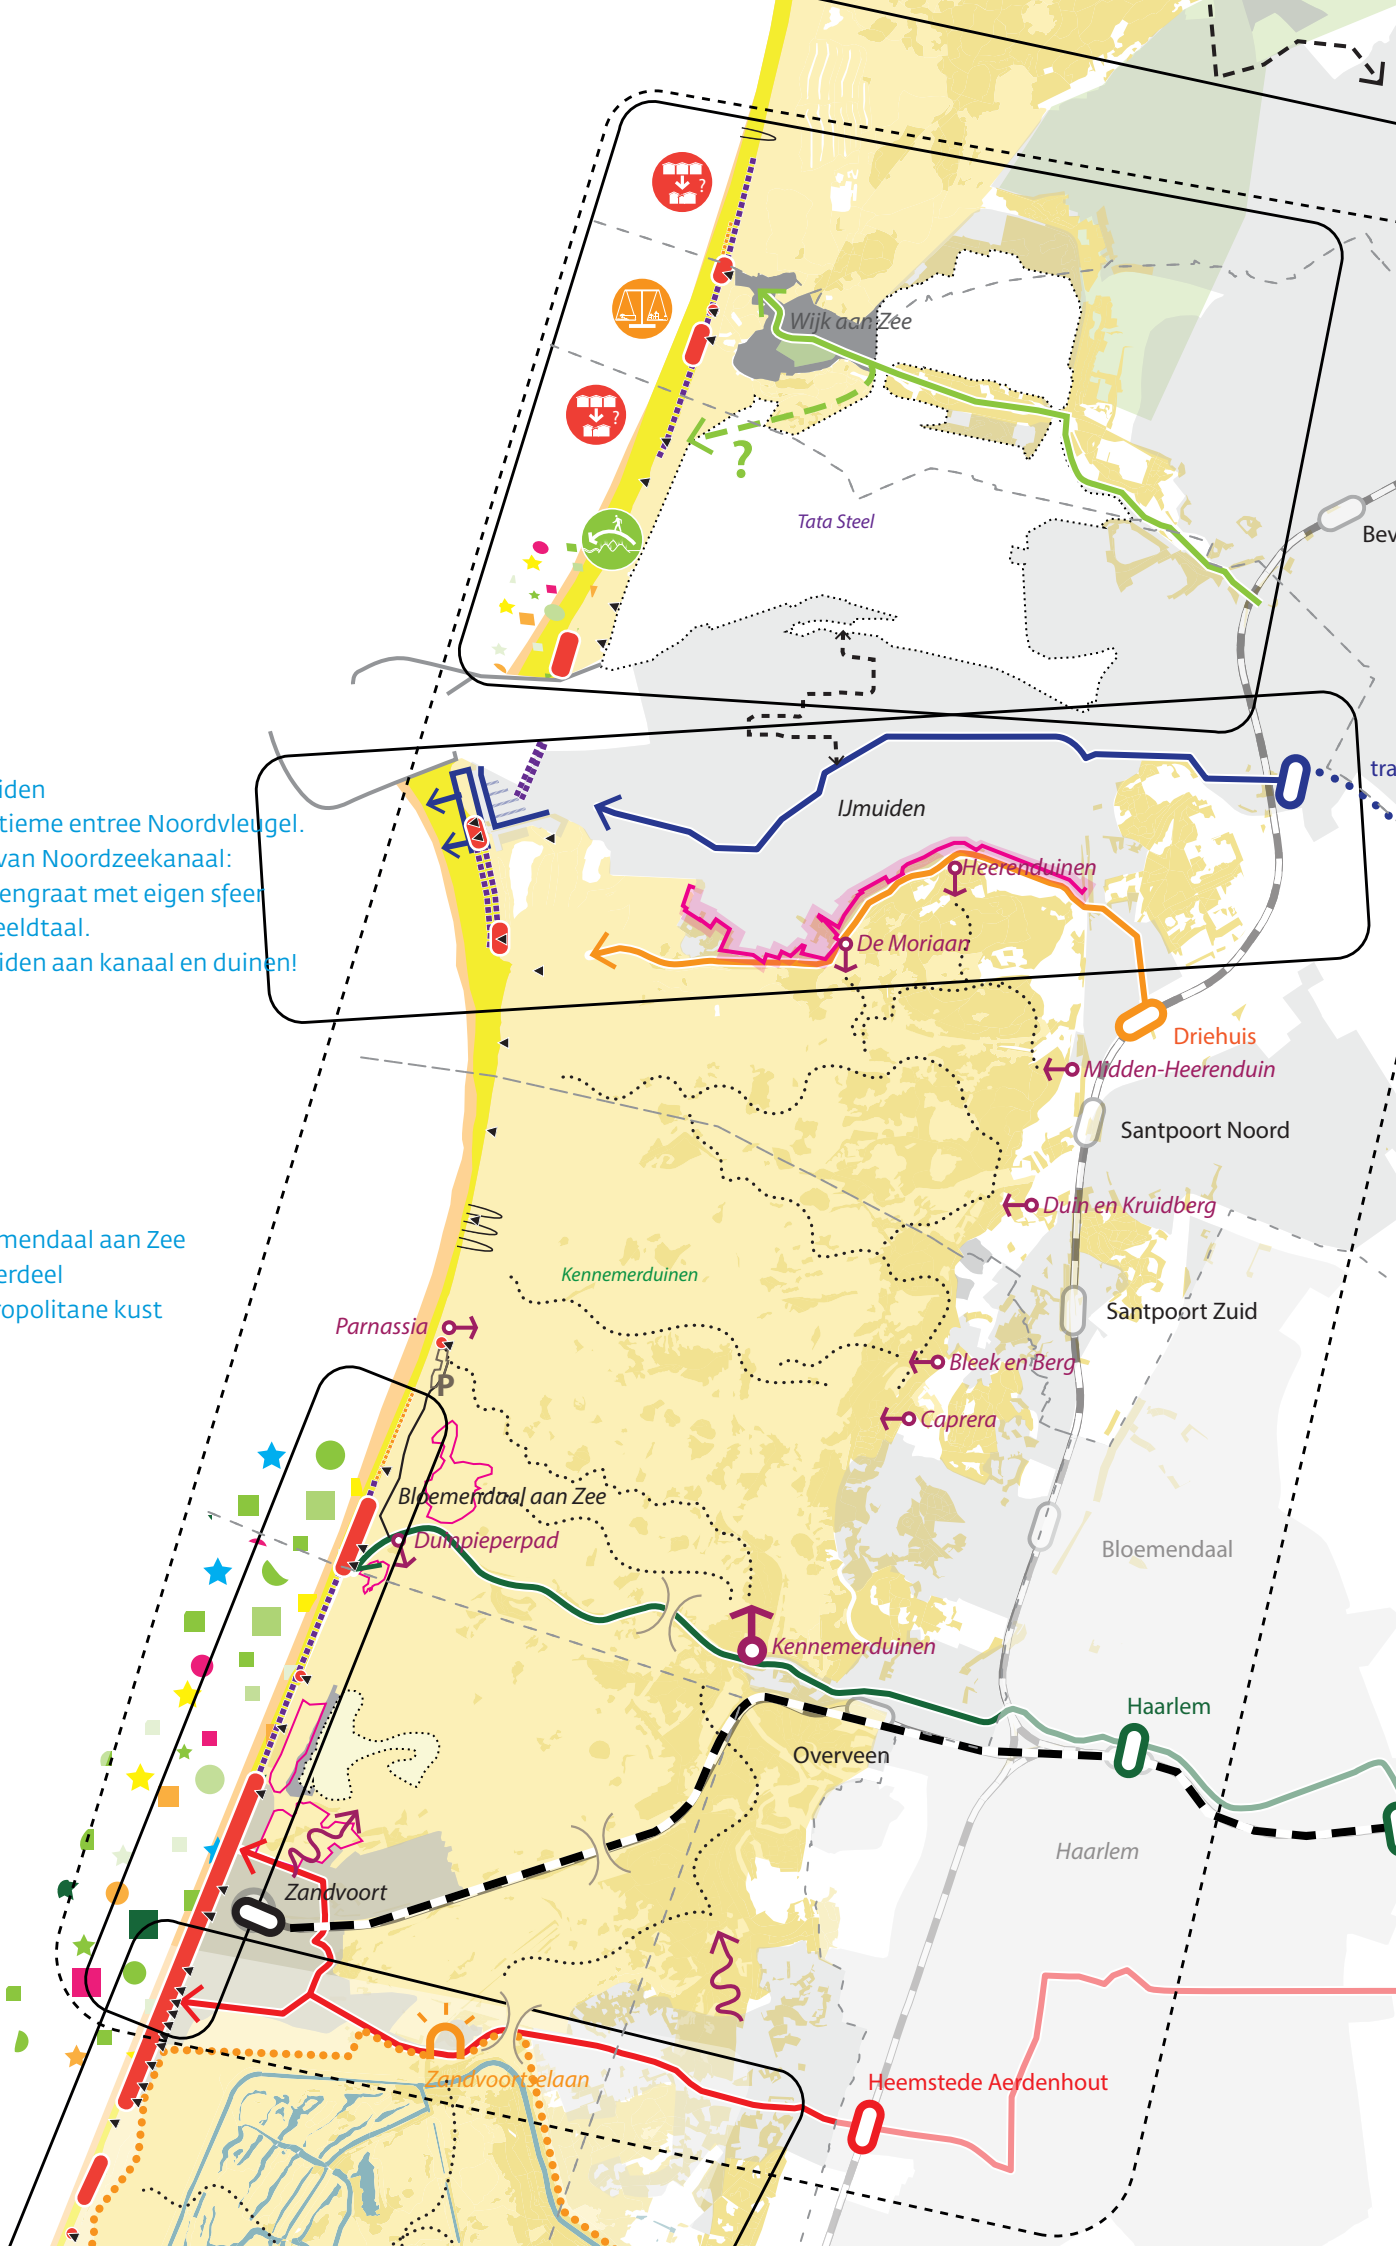 ?
?
Wijk aan Zee
?
Tata Steel
Bev
tra
iden
tieme entree Noordvleugel.
van Noordzeekanaal:
engraat met eigen sfeer
eeldtaal.
iden aan kanaal en duinen!
IJmuiden
Heerenduinen
De Moriaan
Driehuis
Midden-Heerenduin
Santpoort Noord
Duin en Kruidberg
mendaal aan Zee
erdeel
opolitane kust
Kennemerduinen
Santpoort Zuid
Parnassia
Bleek en Berg
P
Caprera
Bloemendaal aan Zee
Duinpieperpad
Bloemendaal
Kennemerduinen
Haarlem
Overveen
Haarlem
Zandvoort
Zandvoortselaan
Heemstede Aerdenhout